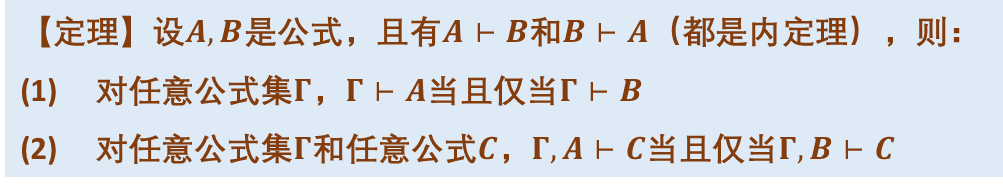 【定理】设A, B是公式，且有A ⊢ B和B ⊢ A（都是内定理），则：
(1) 对任意公式集Γ，Γ ⊢ A当且仅当Γ ⊢ B
(2) 对任意公式集Γ和任意公式C，Γ, A ⊢ C当且仅当Γ, B ⊢ C